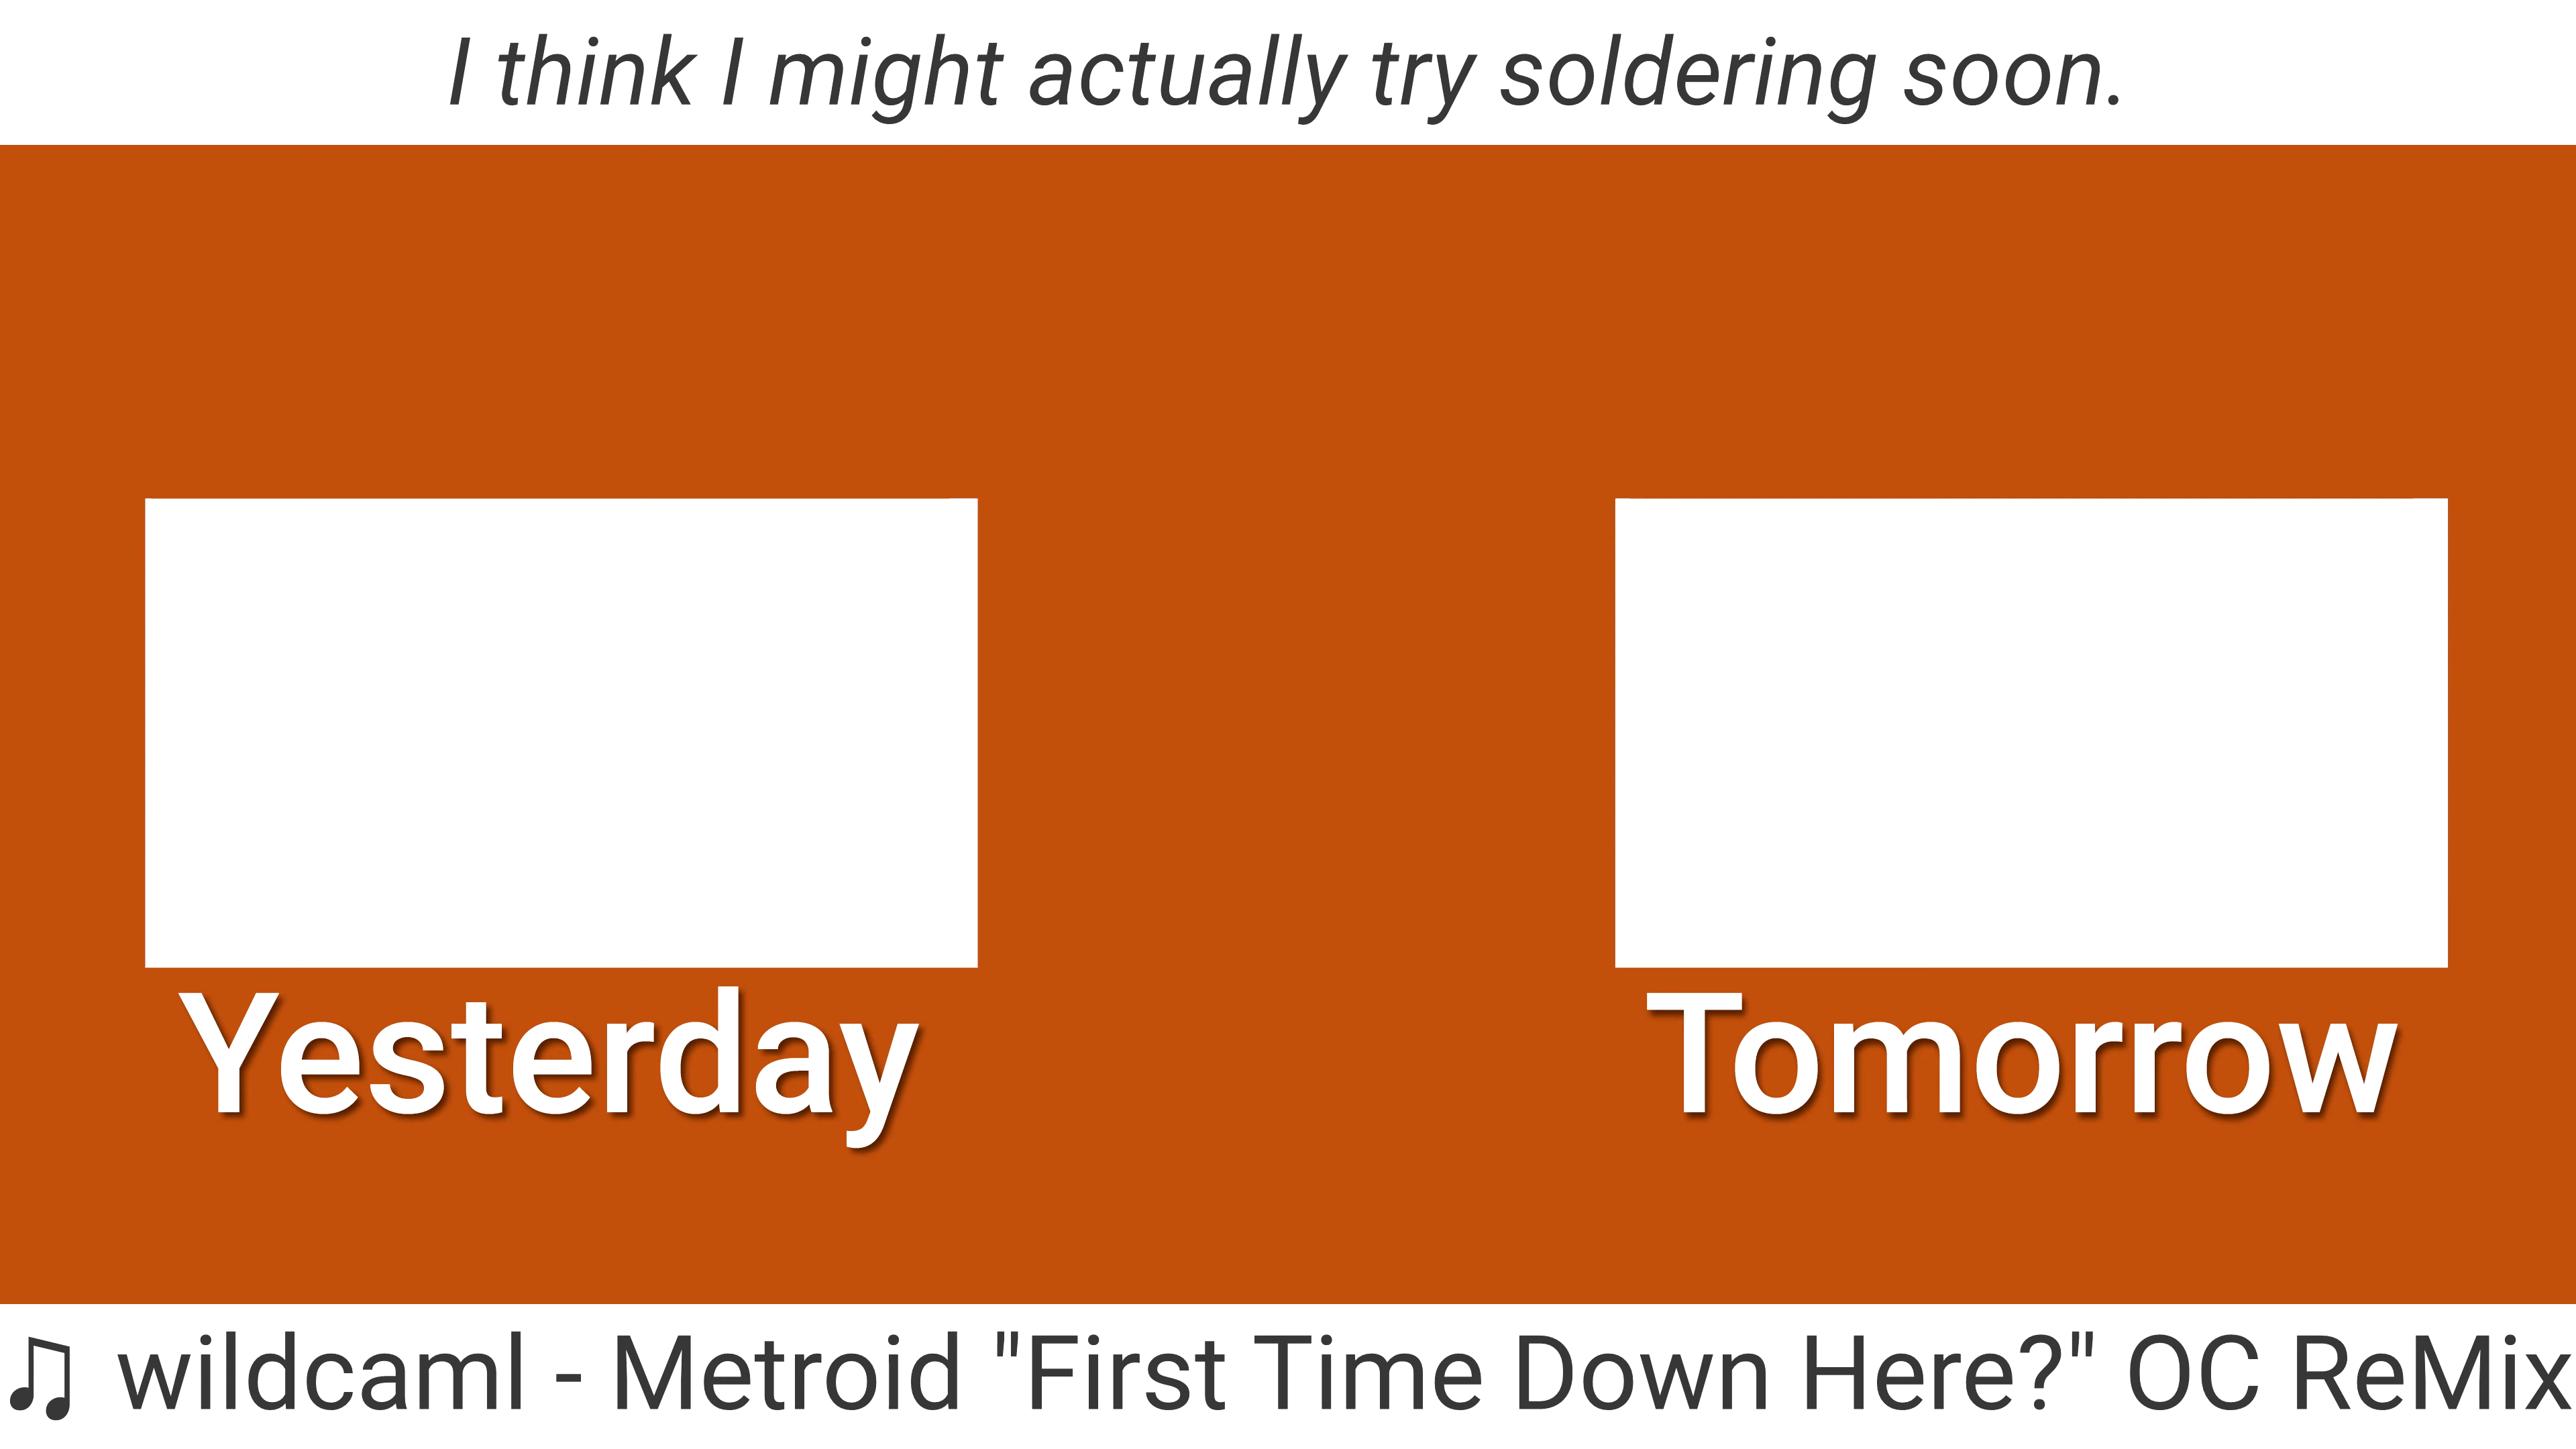 I think I might actually try soldering soon.
Yesterday
Tomorrow
♫ wildcaml - Metroid "First Time Down Here?" OC ReMix